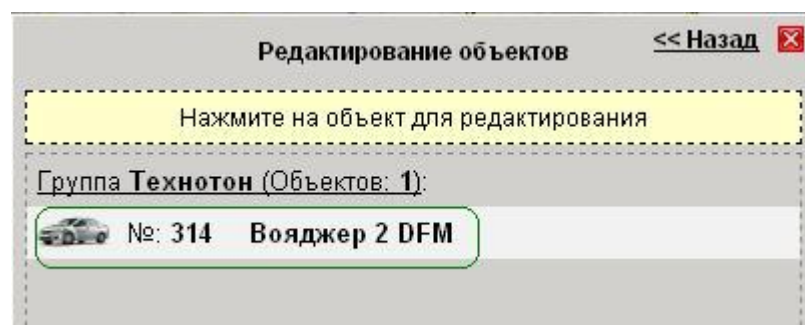 Редактирование объектов << Назад
Нажмите на объект для редактирования
Группа Технотон (Объектов: 1):
№: 314 Вояджер 2 DFM